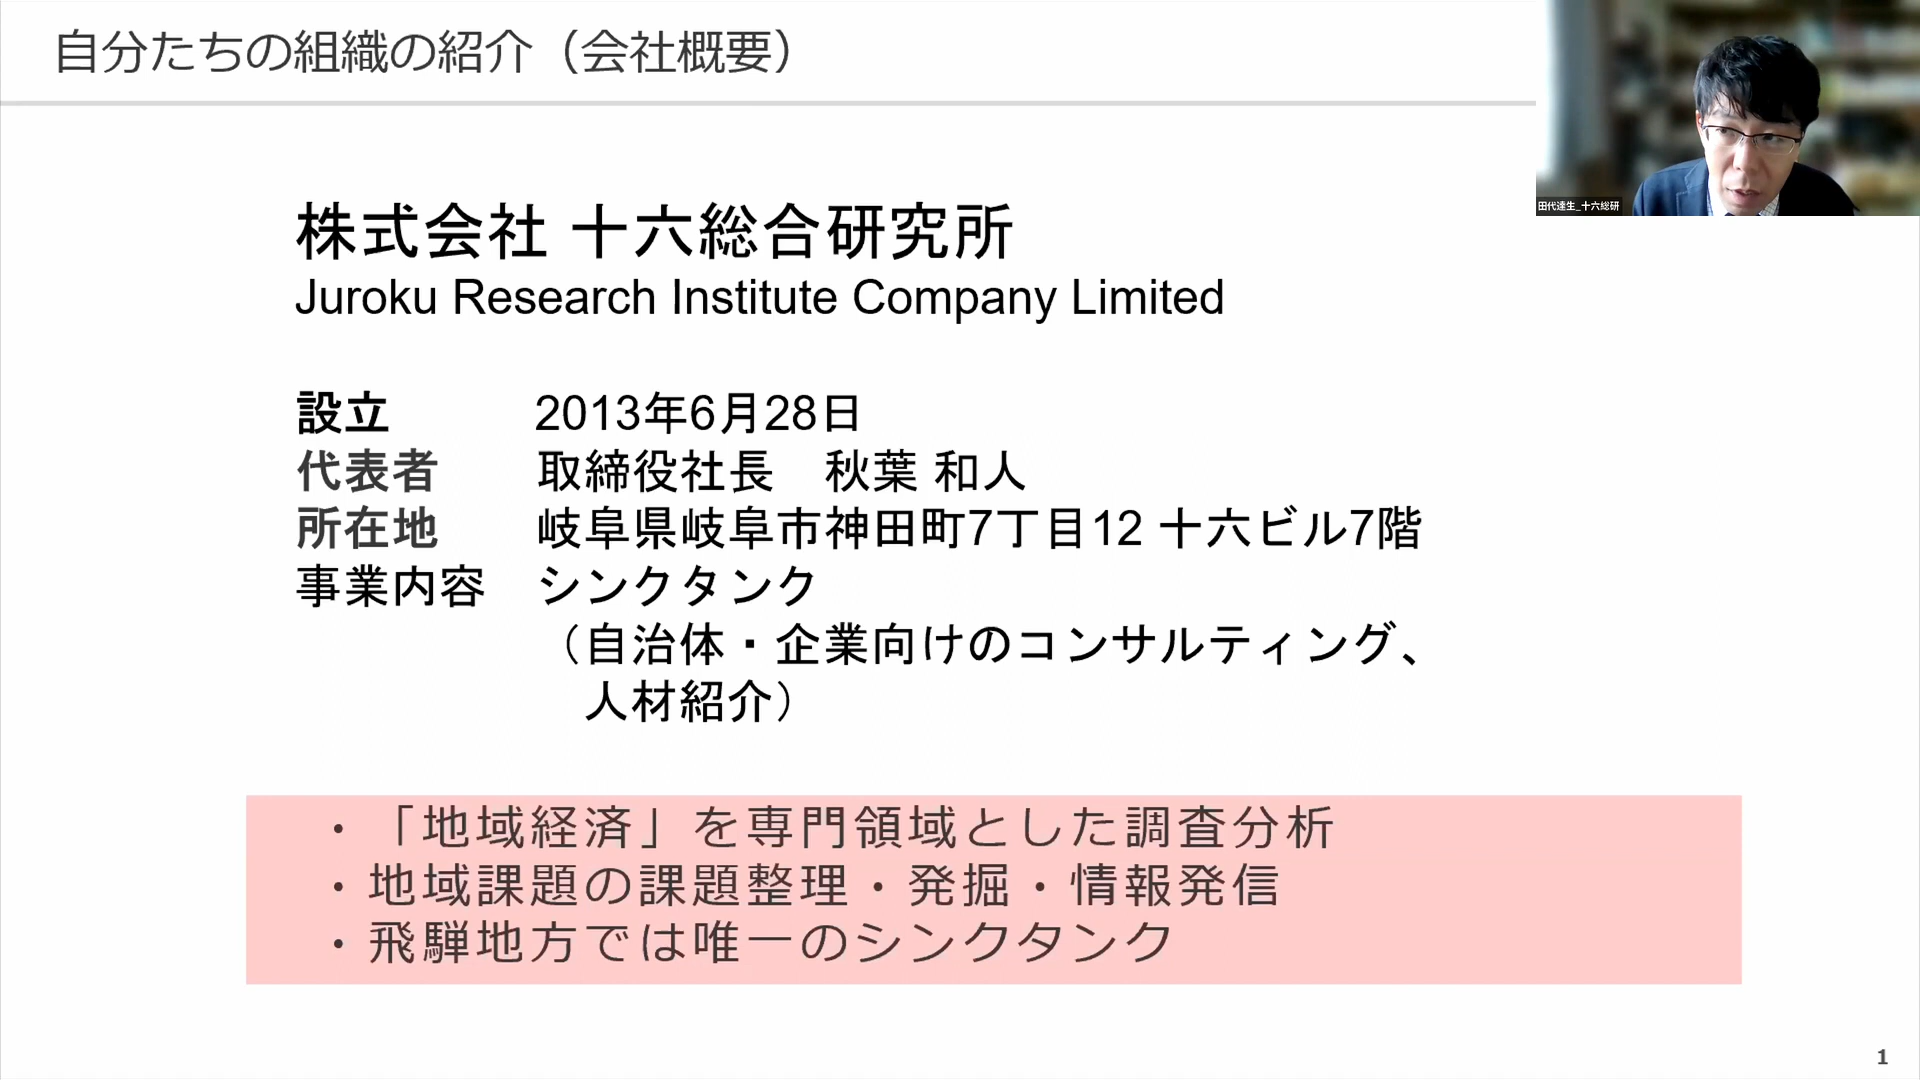 自分たちの組織の紹介（会社概要）
田代達生_十六総研
株式会社 十六総合研究所
Juroku Research Institute Company Limited
設立 2013年6月28日
代表者 取締役社長 秋葉 和人
所在地 岐阜県岐阜市神田町7丁目12 十六ビル7階
事業内容 シンクタンク
（自治体・企業向けのコンサルティング、
人材紹介）
・「地域経済」を専門領域とした調査分析
・地域課題の課題整理・発掘・情報発信
・飛騨地方では唯一のシンクタンク
1